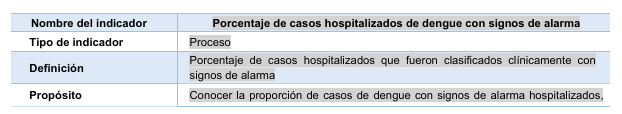 Nombre del indicador Porcentaje de casos hospitalizados de dengue con signos de alarma
Tipo de indicador Proceso
Definición Porcentaje de casos hospitalizados que fueron clasificados clínicamente con
signos de alarma
Propósito Conocer la proporción de casos de dengue con signos de alarma hospitalizados,